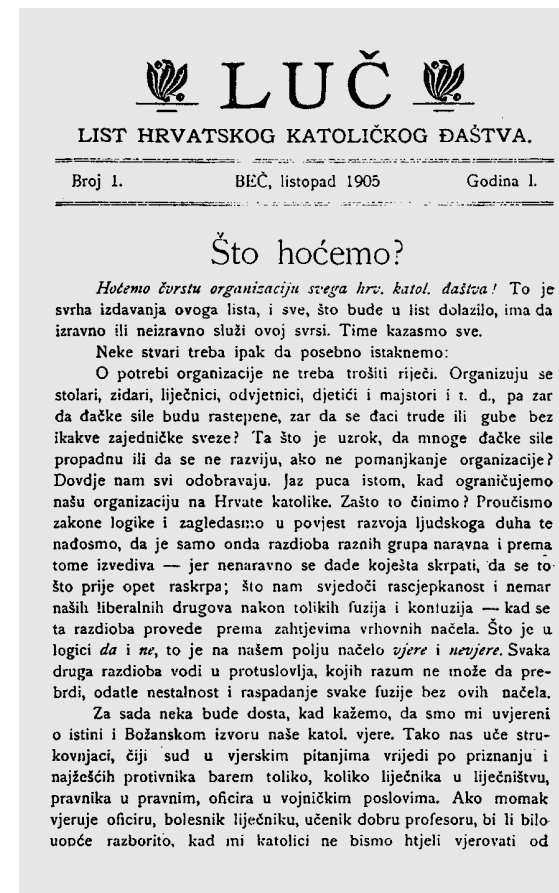 LUČ
LIST HRVATSKOG KATOLIČKOG ĐAŠTVA.
Broj 1. BEČ, listopad 1905 Godina I.
Što hoćemo?
Hoćemo čvrstu organizaciju svega hrv. katol. đaštva! To je
svrha izdavanja ovoga lista, i sve, što bude u list dolazilo, ima da
izravno ili neizravno služi ovoj svrsi. Time kazasmo sve.
Neke stvari treba ipak da posebno istaknemo:
O potrebi organizacije ne treba trošiti riječi. Organizuju se
stolari, zidari, liječnici, odvjetnici, djetići i majstori i t. d., pa zar
da đačke sile budu rastepene, zar da se đaci trude ili gube bez
ikakve zajedničke sveze? Ta što je uzrok, da mnoge đačke sile
propadnu ili da se ne razviju, ako ne pomanjkanje organizacije?
Dovdje nam svi odobravaju. Jaz puca istom, kad ograničujemo
našu organizaciju na Hrvate katolike. Zašto to činimo? Proučismo
zakone logike i zagledasmo u povjest razvoja ljudskoga duha te
nađosmo, da je samo onda razdioba raznih grupa naravna i prema
tome izvediva — jer nenaravno se dade koješta skrpati, da se to
što prije opet raskrpa; što nam svjedoči rascjepkanost i nemar
naših liberalnih drugova nakon tolikih fuzija i konfuzija — kad se
ta razdioba provede prema zahtjevima vrhovnih načela. Što je u
logici da i ne, to je na našem polju načelo vjere i nevjere. Svaka
druga razdioba vodi u protuslovlja, kojih razum ne može da pre-
brdi, odatle nestalnost i raspadanje svake fuzije bez ovih načela.
Za sada neka bude dosta, kad kažemo, da smo mi uvjereni
o istini i Božanskom izvoru naše katol. vjere. Tako nas uče stru-
kovnjaci, čiji sud u vjerskim pitanjima vrijedi po priznanju i
najžešćih protivnika barem toliko, koliko liječnika u liječništvu,
pravnika u pravnim, oficira u vojničkim poslovima. Ako momak
vjeruje oficiru, bolesnik liječniku, učenik dobru profesoru, bi li bilo
uopće razborito, kad mi katolici ne bismo htjeli vjerovati od